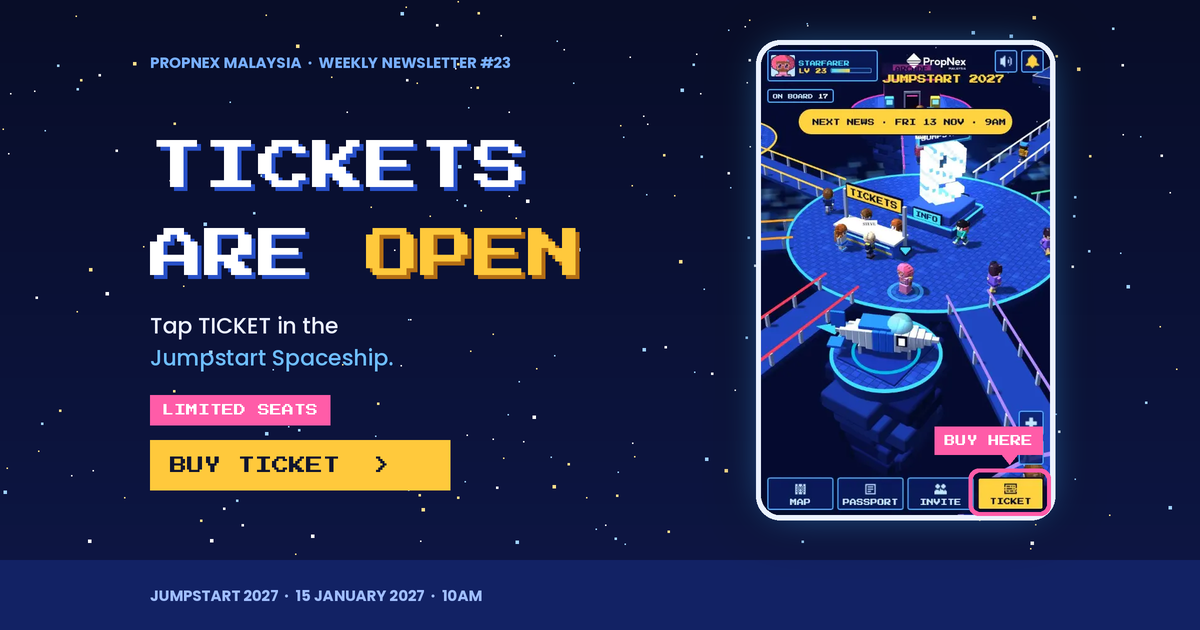 PROPNEX MALAYSIA · WEEKLY NEWSLETTER #23
TICKETS
ARE OPEN
Tap TICKET in the
Jumpstart Spaceship.
LIMITED SEATS
BUY TICKET >
JUMPSTART 2027 · 15 JANUARY 2027 · 10AM
STARFARER
LV 23
PropNex
MALAYSIA
JUMPSTART 2027
ON BOARD 17
NEXT NEWS · FRI 13 NOV · 9AM
TICKETS
INFO
+
BUY HERE
MAP
PASSPORT
INVITE
TICKET